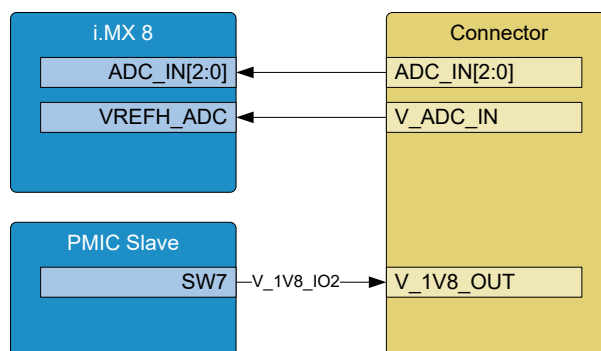 i.MX 8
ADC_IN[2:0]
VREFH_ADC
Connector
ADC_IN[2:0]
V_ADC_IN
PMIC Slave
SW7
V_1V8_IO2
V_1V8_OUT